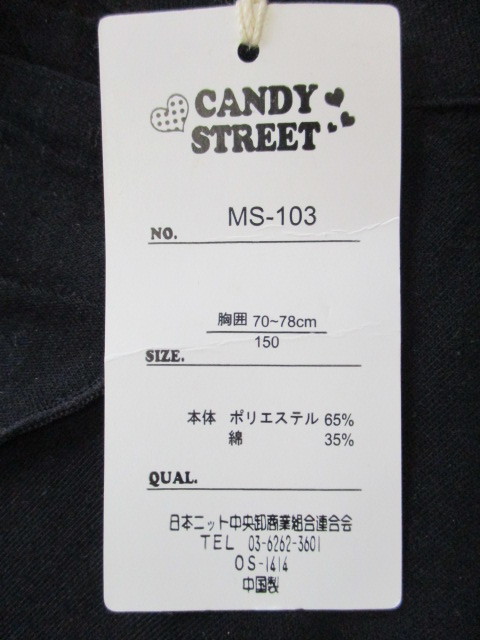 CANDY
STREET
NO. MS-103
胸囲 70~78cm
150
SIZE.
本体 ポリエステル 65%
綿 35%
QUAL.
日本ニット中央卸商業組合連合会
TEL 03-6262-3601
OS-1414
中国製